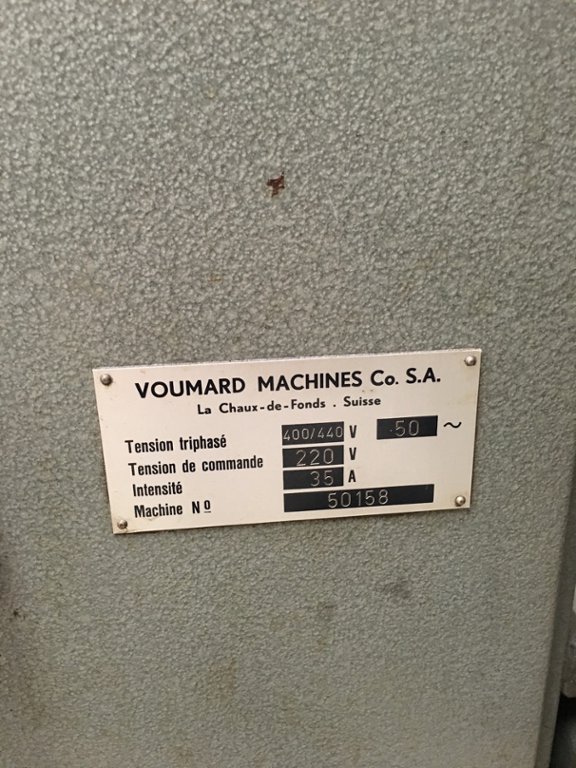 VOUMARD MACHINES Co. S.A.
La Chaux-de-Fonds . Suisse
Tension triphasé 400/440 V 50 ~
Tension de commande 220 V
Intensité 35 A
Machine Nº 50158